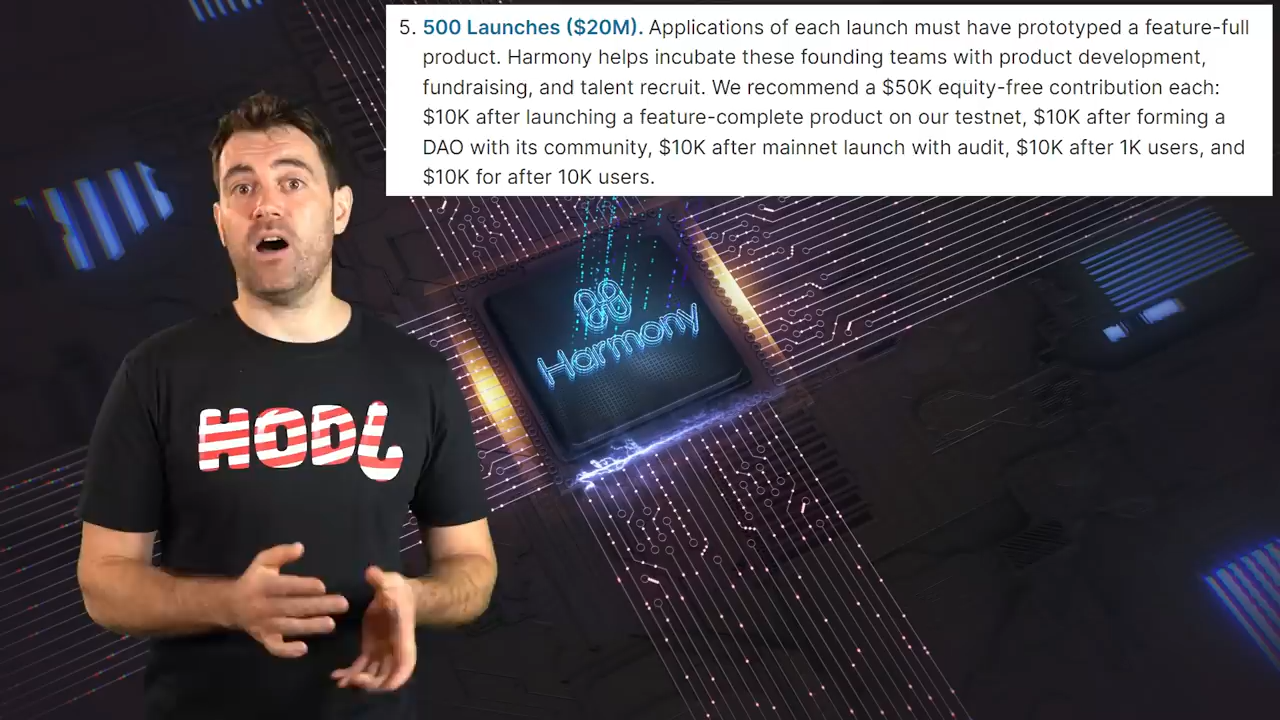 5. 500 Launches ($20M). Applications of each launch must have prototyped a feature-full
product. Harmony helps incubate these founding teams with product development,
fundraising, and talent recruit. We recommend a $50K equity-free contribution each:
$10K after launching a feature-complete product on our testnet, $10K after forming a
DAO with its community, $10K after mainnet launch with audit, $10K after 1K users, and
$10K for after 10K users.
Harmony
HODL